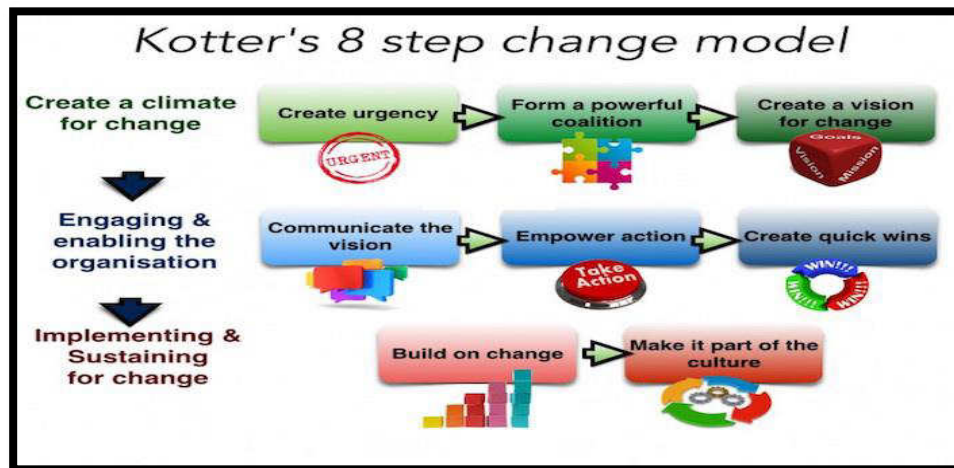 Kotter's 8 step change model
Create a climate
for change
Create urgency
URGENT
Form a powerful
coalition
Create a vision
for change
Goals
Vision
Mission
Engaging &
enabling the
organisation
Communicate the
vision
Empower action
Take
Action
Create quick wins
WIN!!!
WIN!!!
WIN!!!
Implementing &
Sustaining
for change
Build on change
Make it part of the
culture